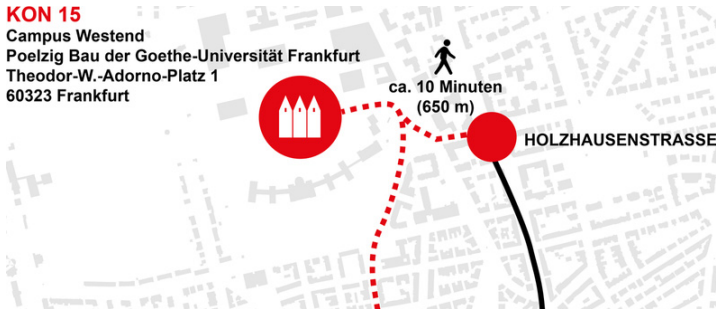 KON 15
Campus Westend
Poelzig Bau der Goethe-Universität Frankfurt
Theodor-W.-Adorno-Platz 1
60323 Frankfurt
ca. 10 Minuten
(650 m)
HOLZHAUSENSTRASSE